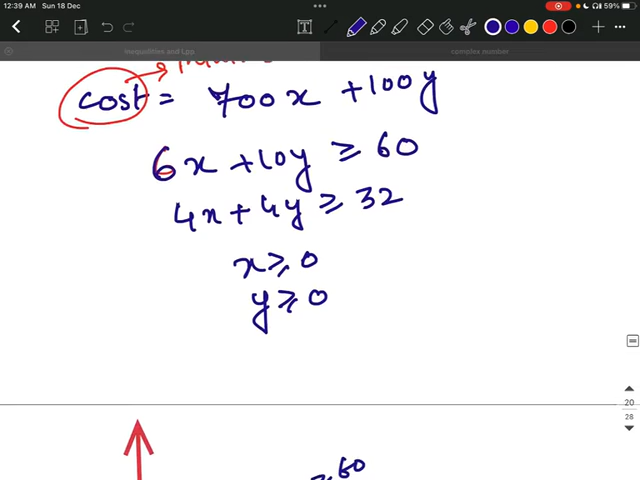 12:39 AM Sun 18 Dec 59%
Inequalities and Lpp complex number
cost = 700x + 100y
6x + 10y ≥ 60
4x + 4y ≥ 32
x ≥ 0
y ≥ 0
20
28
≥ 60